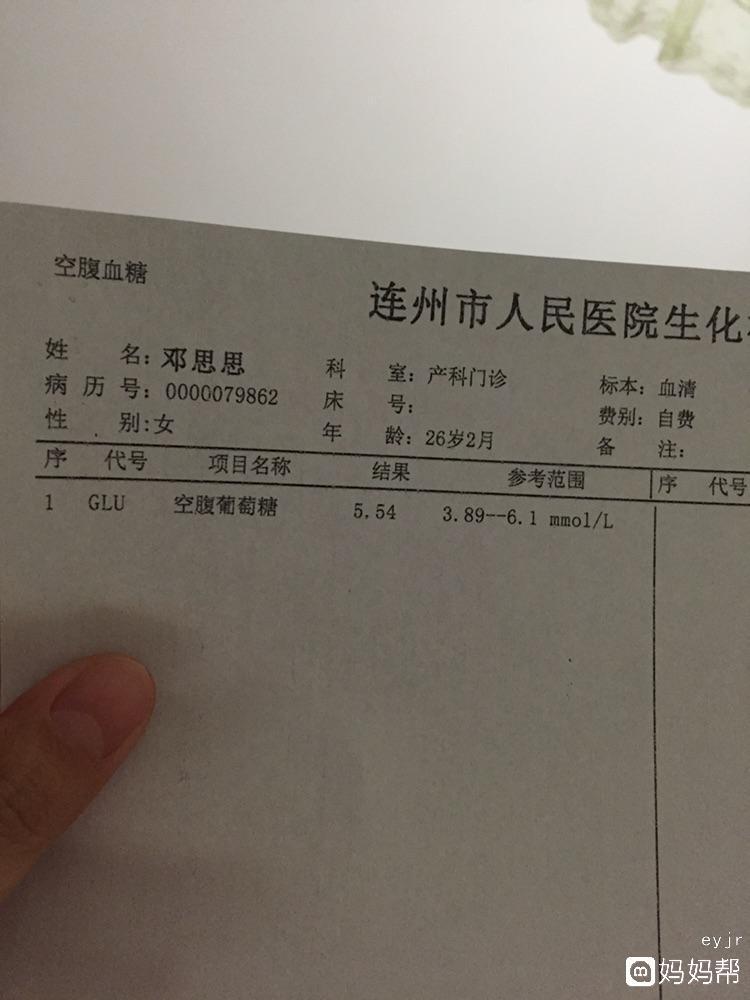 空腹血糖
连州市人民医院生化
姓 名：邓思思 科 室：产科门诊 标本：血清
病 历 号：0000079862 床 号： 费别：自费
性 别：女 年 龄：26岁2月 备 注：
序 代号 项目名称 结果 参考范围 序 代号
1 GLU 空腹葡萄糖 5.54 3.89--6.1 mmol/L
eyjr
妈妈帮